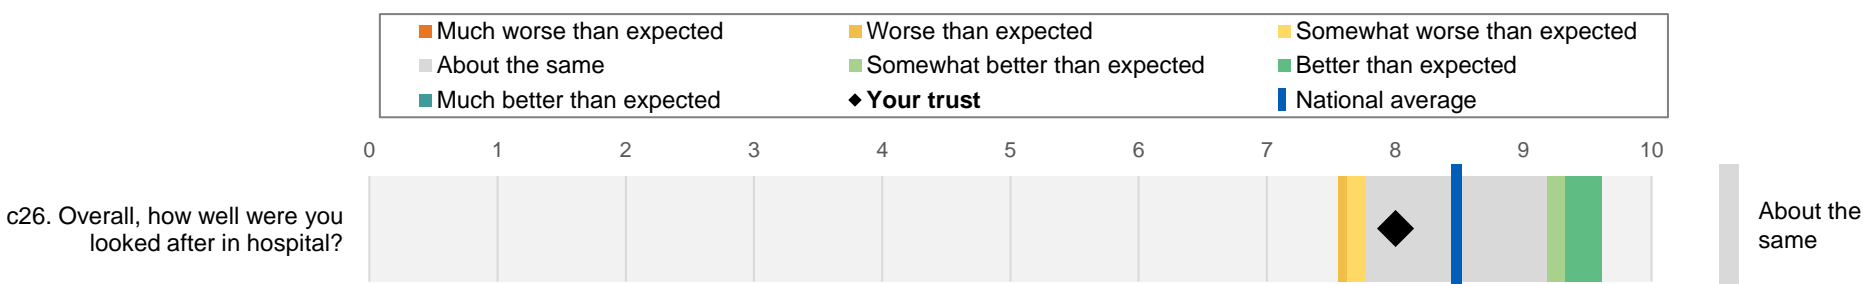 Much worse than expected
Worse than expected
Somewhat worse than expected
About the same
Somewhat better than expected
Better than expected
Much better than expected
Your trust
National average
0 1 2 3 4 5 6 7 8 9 10
c26. Overall, how well were you
looked after in hospital?
About the
same